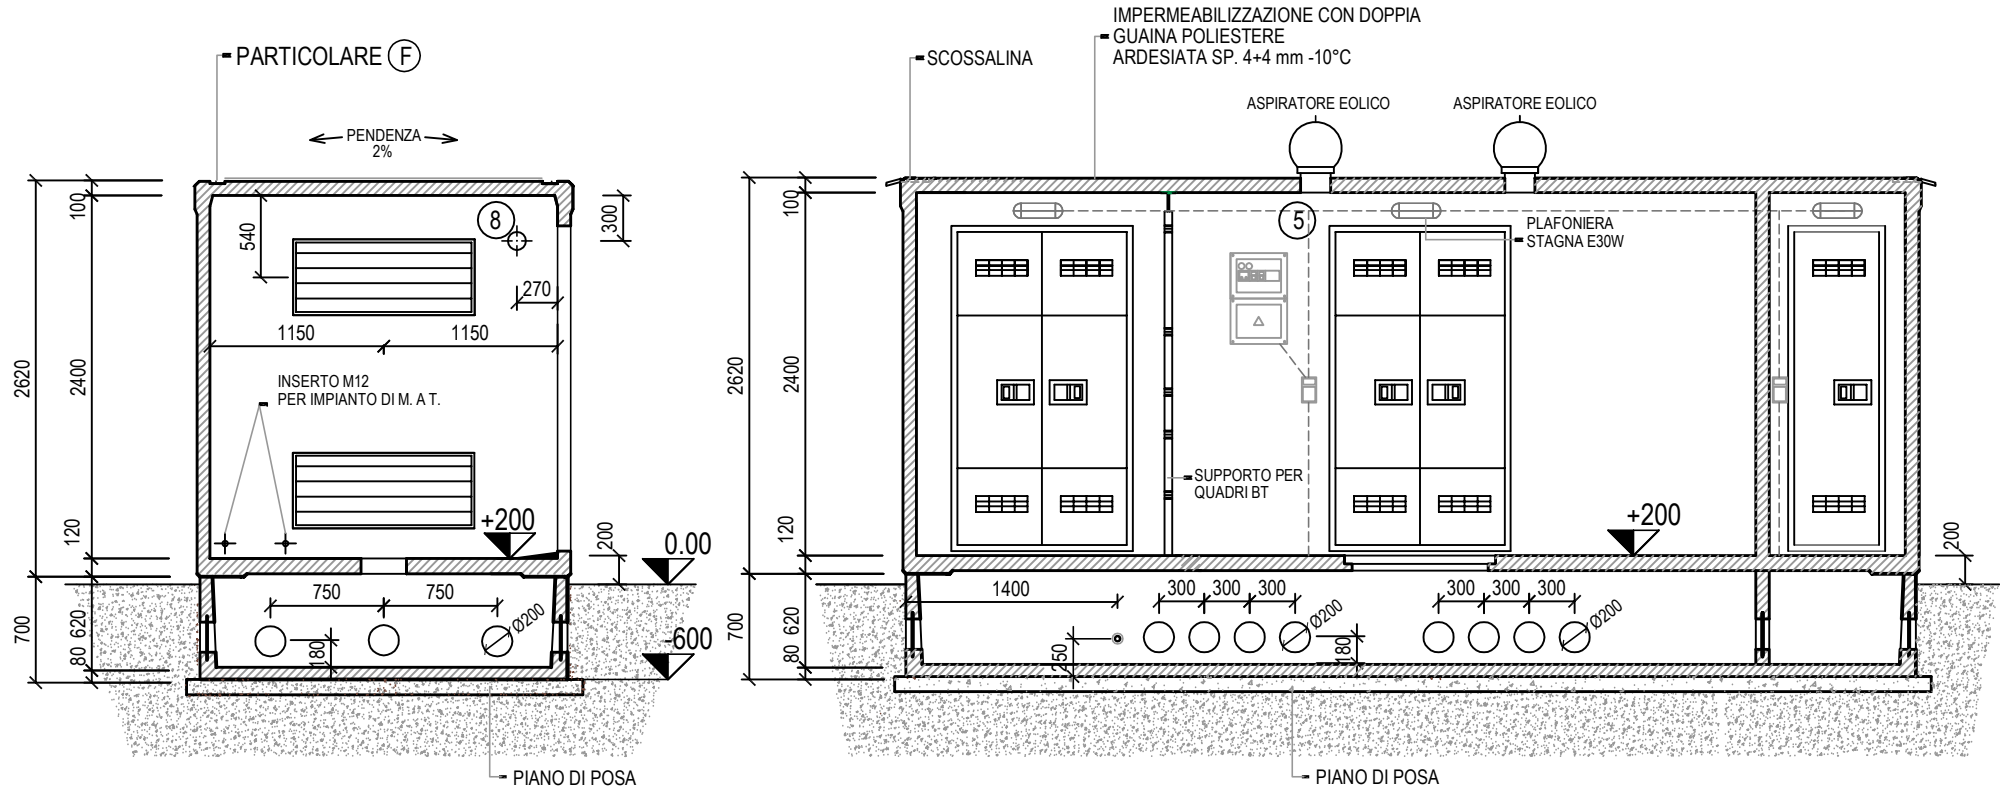 PARTICOLARE F
PENDENZA
2%
100
540
8
300
270
1150
1150
2620
2400
INSERTO M12
PER IMPIANTO DI M. A T.
+200
120
200
0.00
750
750
700
620
80
180
Ø200
-600
PIANO DI POSA
IMPERMEABILIZZAZIONE CON DOPPIA
GUAINA POLIESTERE
ARDESIATA SP. 4+4 mm -10°C
SCOSSALINA
ASPIRATORE EOLICO
ASPIRATORE EOLICO
100
5
PLAFONIERA
STAGNA E30W
2620
2400
SUPPORTO PER
QUADRI BT
+200
120
200
1400
300
300
300
Ø200
300
300
300
Ø200
700
620
80
250
180
PIANO DI POSA